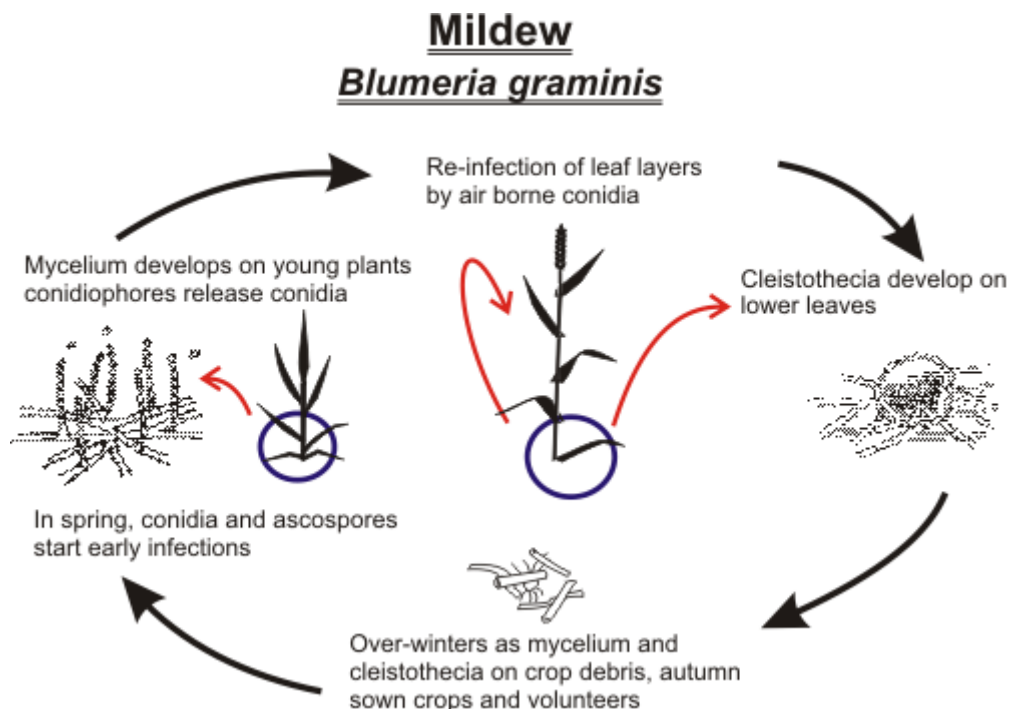 Mildew
Blumeria graminis
Re-infection of leaf layers
by air borne conidia
Mycelium develops on young plants
conidiophores release conidia
Cleistothecia develop on
lower leaves
In spring, conidia and ascospores
start early infections
Over-winters as mycelium and
cleistothecia on crop debris, autumn
sown crops and volunteers